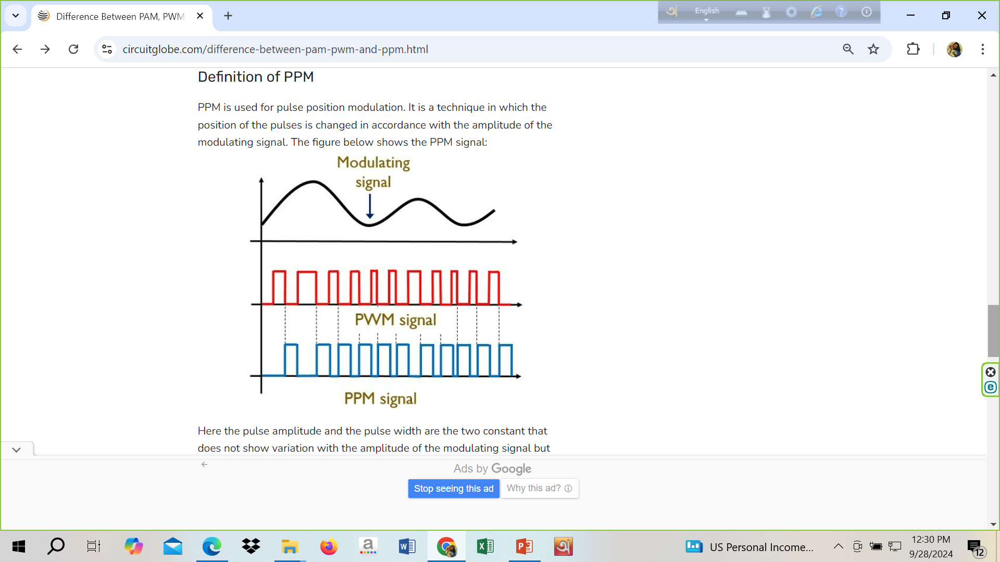 Difference Between PAM, PWM
English
circuitglobe.com/difference-between-pam-pwm-and-ppm.html
Definition of PPM
PPM is used for pulse position modulation. It is a technique in which the
position of the pulses is changed in accordance with the amplitude of the
modulating signal. The figure below shows the PPM signal:
Modulating
signal
PWM signal
PPM signal
Here the pulse amplitude and the pulse width are the two constant that
does not show variation with the amplitude of the modulating signal but
Ads by Google
Stop seeing this ad
Why this ad?
US Personal Income...
12:30 PM
9/28/2024
12